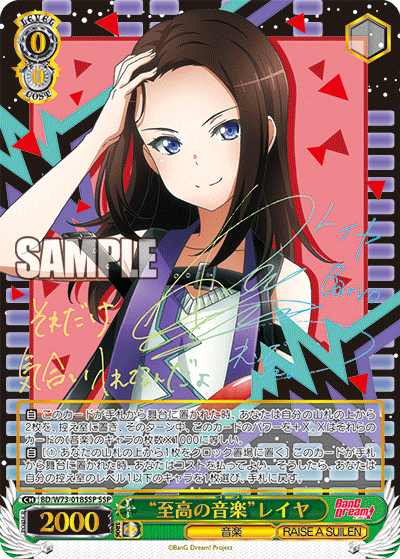 LEVEL
0
0
COST
SAMPLE
レイヤ
それだけ
気合い入れてるんだよ
【自】 このカードが手札から舞台に置かれた時、あなたは自分の山札の上から
2枚を、控え室に置き、そのターン中、このカードのパワーを+X。Xはそれら
のカードの《音楽》のキャラの枚数×1000に等しい。
【自】［(1) あなたの山札の上から1枚をクロック置場に置く］ このカードが手札
から舞台に置かれた時、あなたはコストを払ってよい。そうしたら、あなたは
自分の控え室のレベル1以下のキャラを1枚選び、手札に戻す。
CH BD/W73-018SSP SSP
2000
SOUL
“至高の音楽”レイヤ
BanG Dream!
音楽
RAISE A SUILEN
©BanG Dream! Project